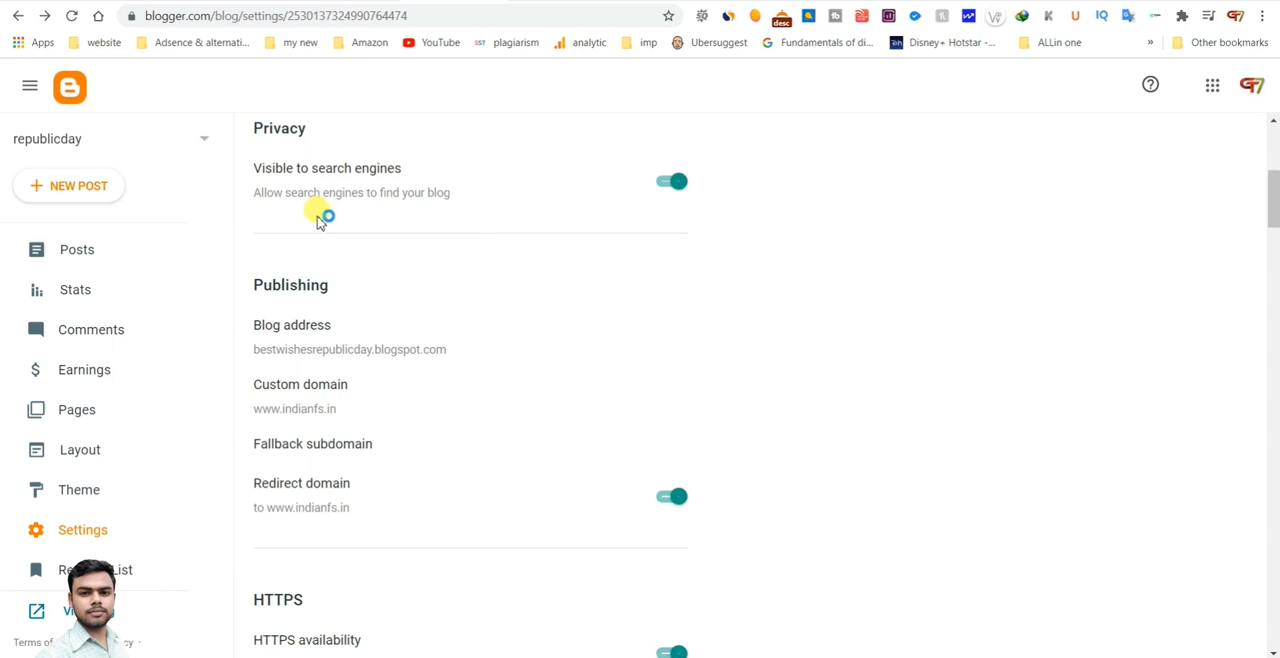 blogger.com/blog/settings/2530137324990764474
Apps website Adsence & alternati... my new Amazon YouTube SST plagiarism analytic imp Ubersuggest Fundamentals of di... Disney+ Hotstar -... ALLin one » Other bookmarks
republicday
+ NEW POST
Posts
Stats
Comments
Earnings
Pages
Layout
Theme
Settings
List
Terms of
Privacy
Visible to search engines
Allow search engines to find your blog
Publishing
Blog address
bestwishesrepublicday.blogspot.com
Custom domain
www.indianfs.in
Fallback subdomain
Redirect domain
to www.indianfs.in
HTTPS
HTTPS availability